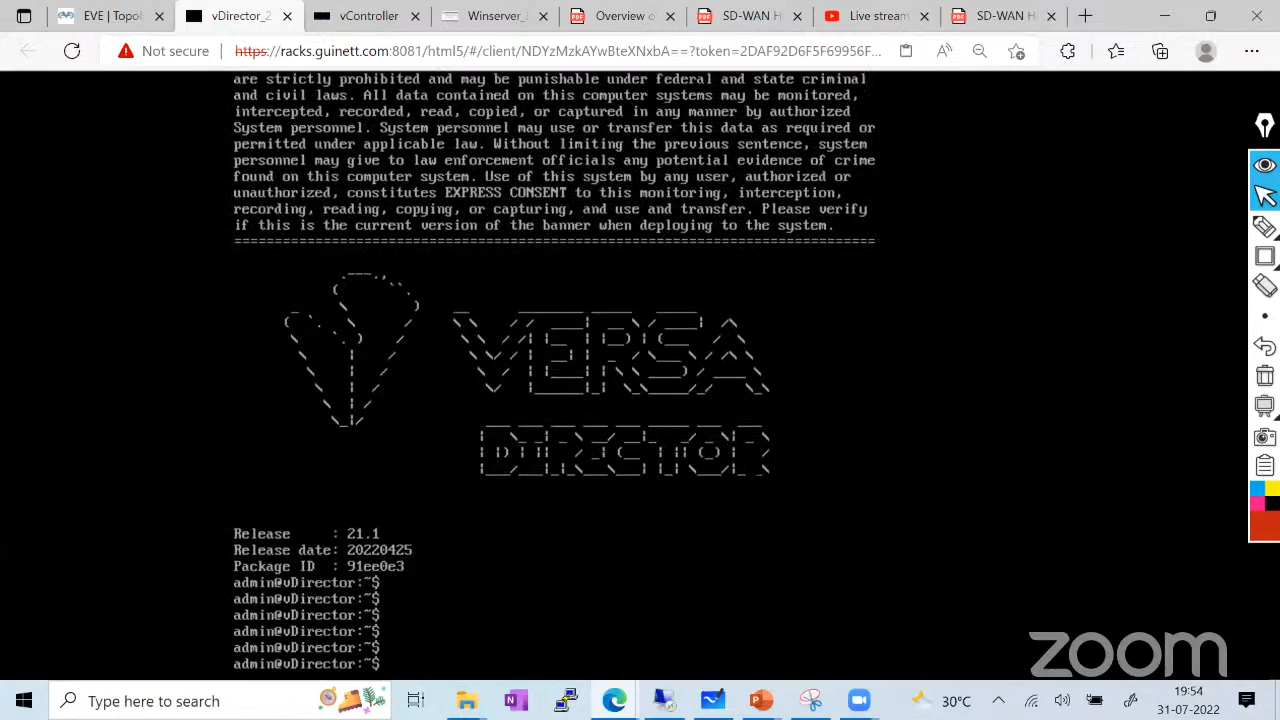 EVE | Topol
vDirector_2
vController
Winserver_
Overview o
SD-WAN Ho
Live stream
SD-WAN H
Not secure
https://racks.guinett.com:8081/html5/#/client/NDYzMzkAYwBteXNxbA==?token=2DAF92D6F5F69956F...
are strictly prohibited and may be punishable under federal and state criminal
and civil laws. All data contained on this computer systems may be monitored,
intercepted, recorded, read, copied, or captured in any manner by authorized
System personnel. System personnel may use or transfer this data as required or
permitted under applicable law. Without limiting the previous sentence, system
personnel may give to law enforcement officials any potential evidence of crime
found on this computer system. Use of this system by any user, authorized or
unauthorized, constitutes EXPRESS CONSENT to this monitoring, interception,
recording, reading, copying, or capturing, and use and transfer. Please verify
if this is the current version of the banner when deploying to the system.
VERSA
DIRECTOR
Release : 21.1
Release date: 20220425
Package ID : 91ee0e3
admin@vDirector:~$
admin@vDirector:~$
admin@vDirector:~$
admin@vDirector:~$
admin@vDirector:~$
admin@vDirector:~$
zoom
Type here to search
30°C
19:54
31-07-2022